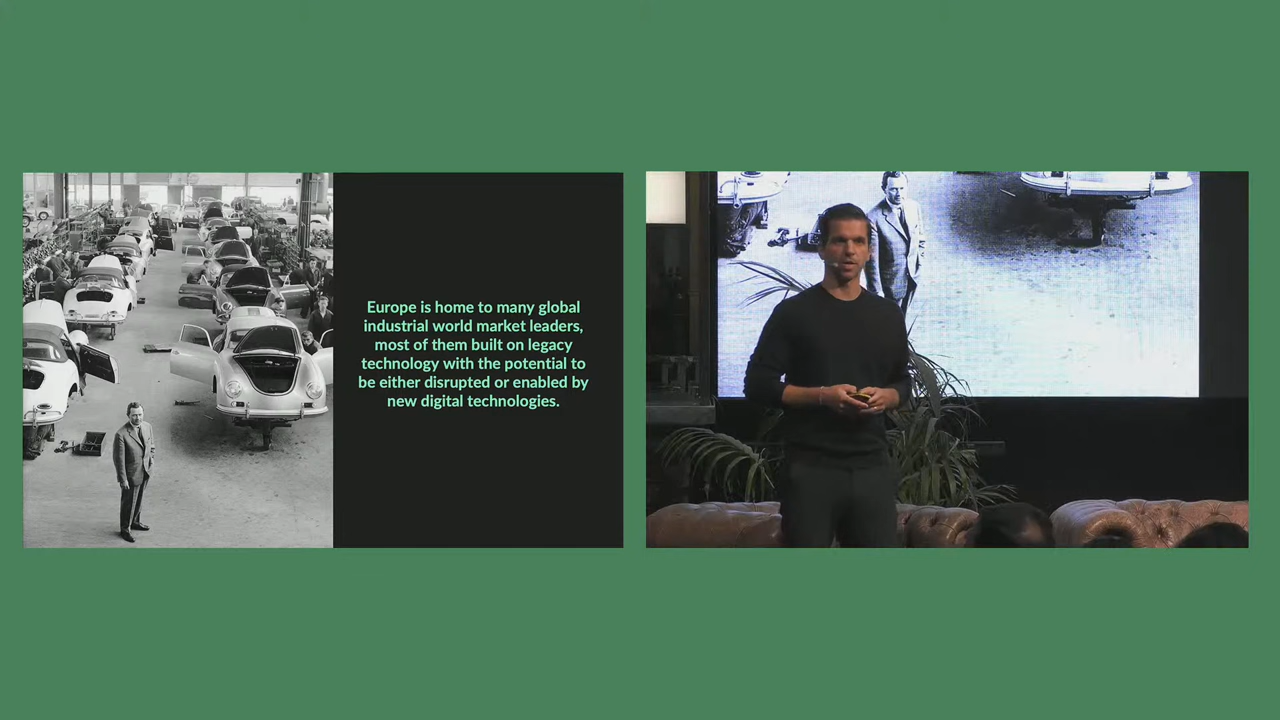 Europe is home to many global
industrial world market leaders,
most of them built on legacy
technology with the potential to
be either disrupted or enabled by
new digital technologies.